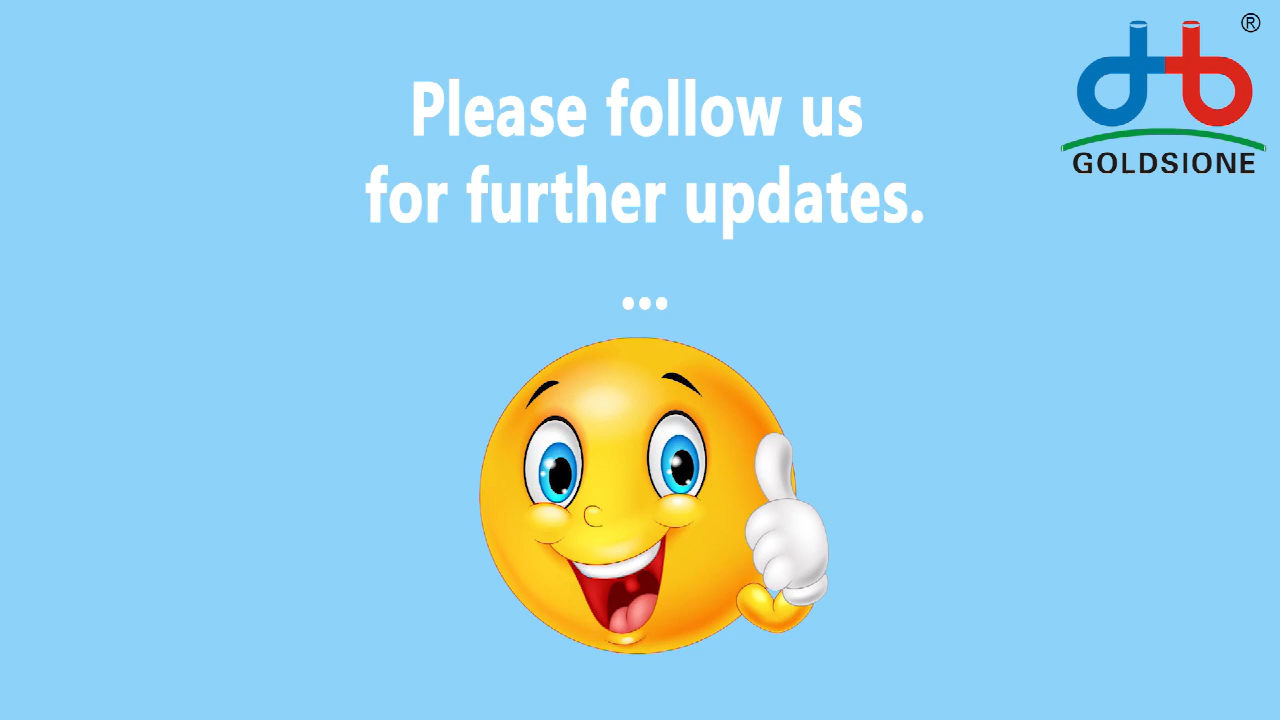 Please follow us
for further updates.
...
®
GOLDSIONE